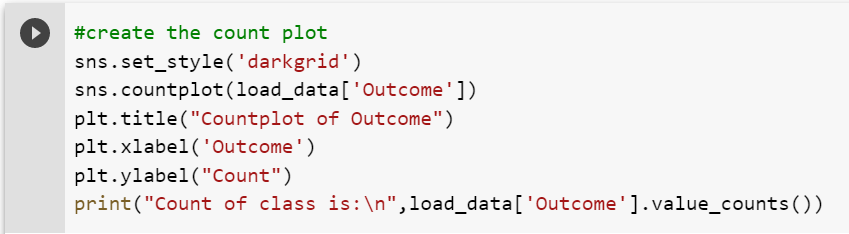 #create the count plot
sns.set_style('darkgrid')
sns.countplot(load_data['Outcome'])
plt.title("Countplot of Outcome")
plt.xlabel('Outcome')
plt.ylabel("Count")
print("Count of class is:\n",load_data['Outcome'].value_counts())